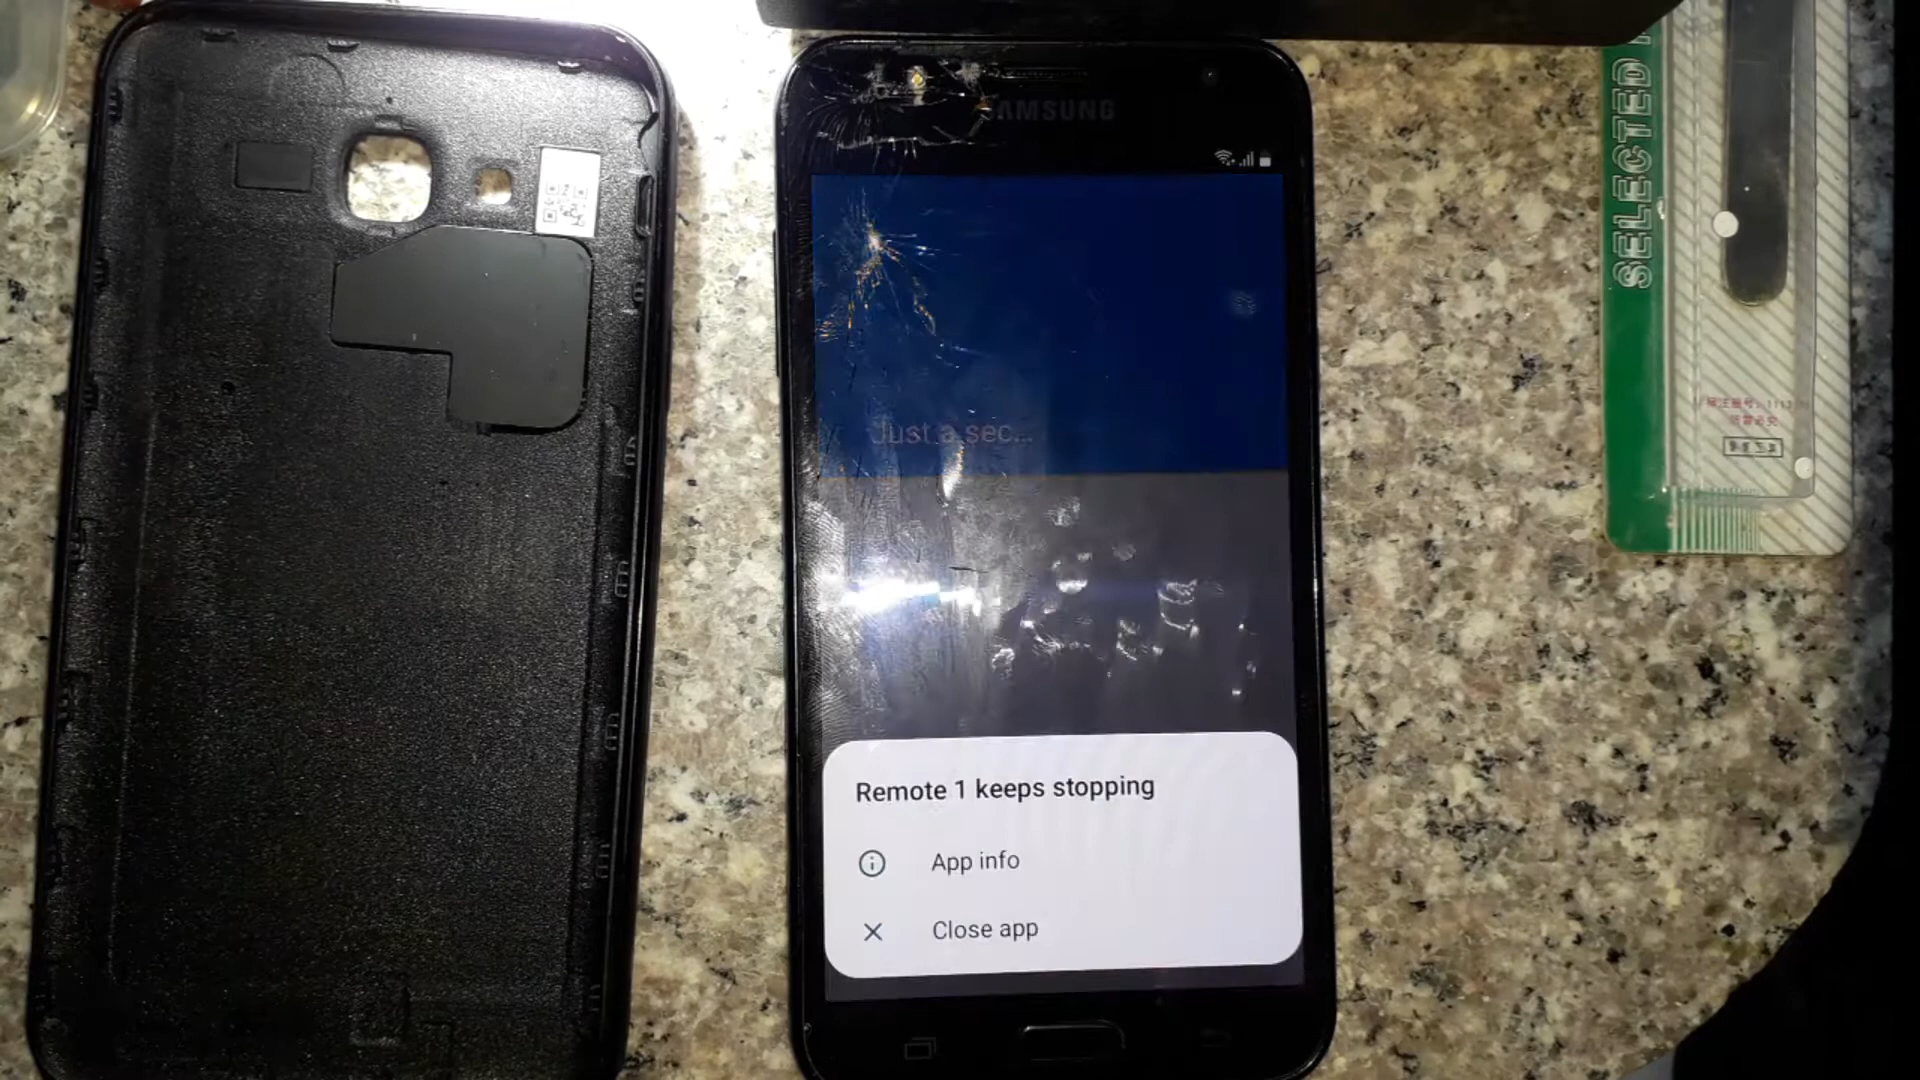 SAMSUNG
Just a sec...
Remote 1 keeps stopping
App info
Close app
SELECTED